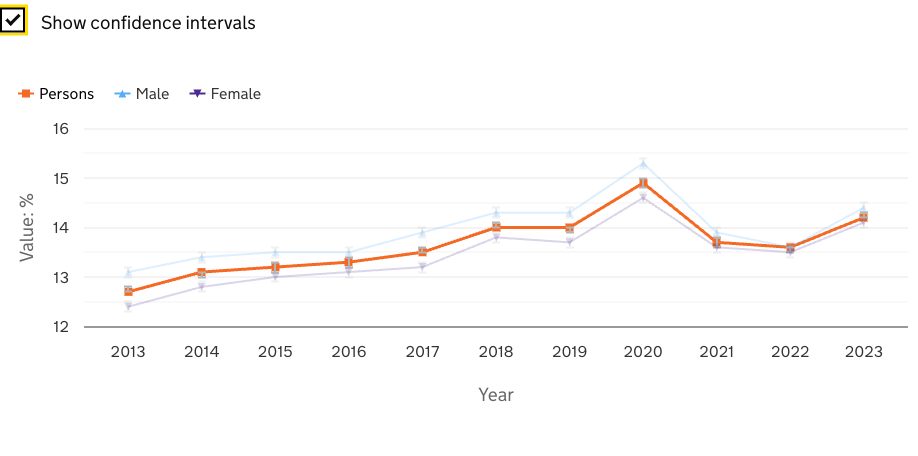 Show confidence intervals
Persons Male Female
16
15
14
13
12
Value: %
2013 2014 2015 2016 2017 2018 2019 2020 2021 2022 2023
Year